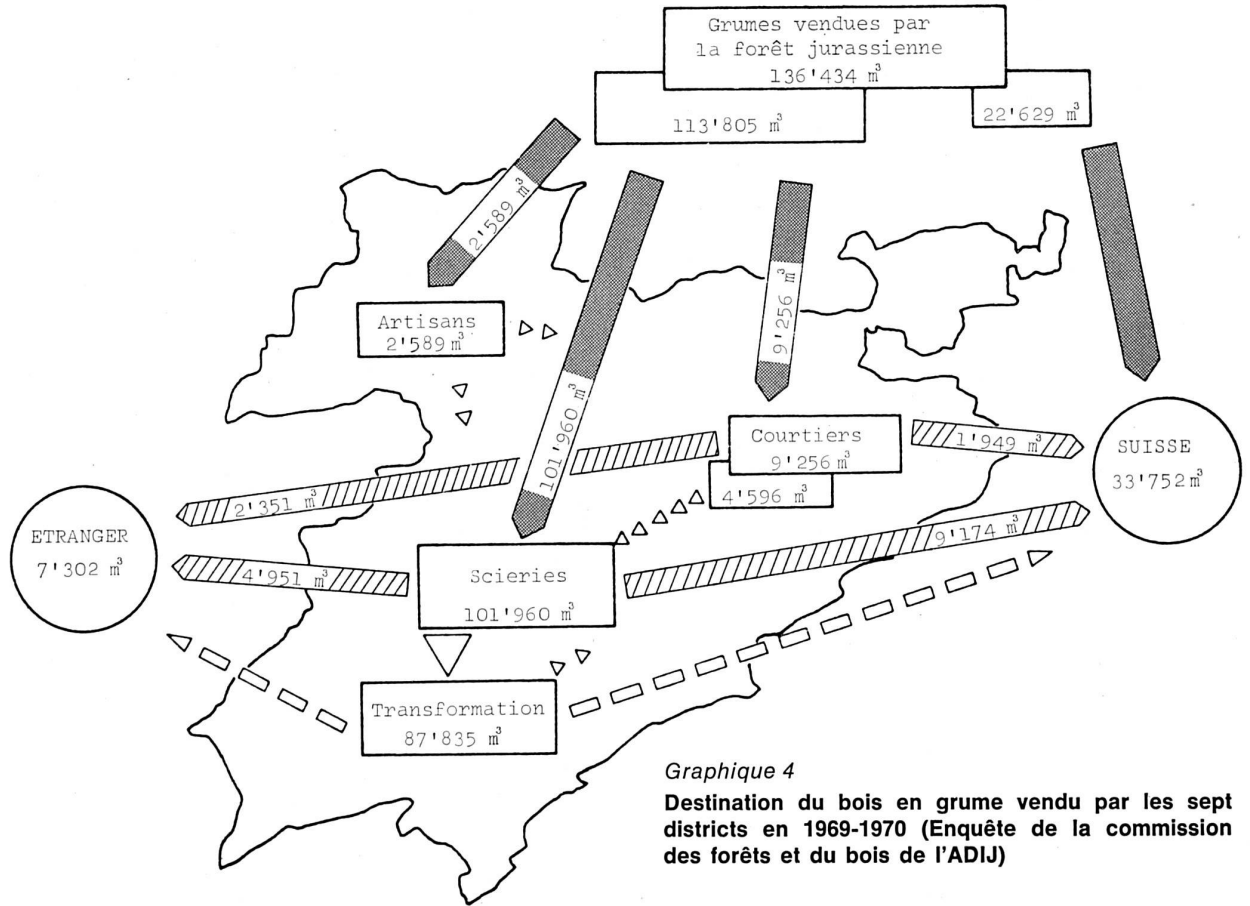 Grumes vendues par
la forêt jurassienne
136'434 m³
113'805 m³
22'629 m³
2'589 m³
101'960 m³
9'256 m³
Artisans
2'589 m³
Courtiers
9'256 m³
4'596 m³
1'949 m³
SUISSE
33'752 m³
2'351 m³
ETRANGER
7'302 m³
4'951 m³
Scieries
101'960 m³
9'174 m³
Transformation
87'835 m³
Graphique 4
Destination du bois en grume vendu par les sept
districts en 1969-1970 (Enquête de la commission
des forêts et du bois de l'ADIJ)